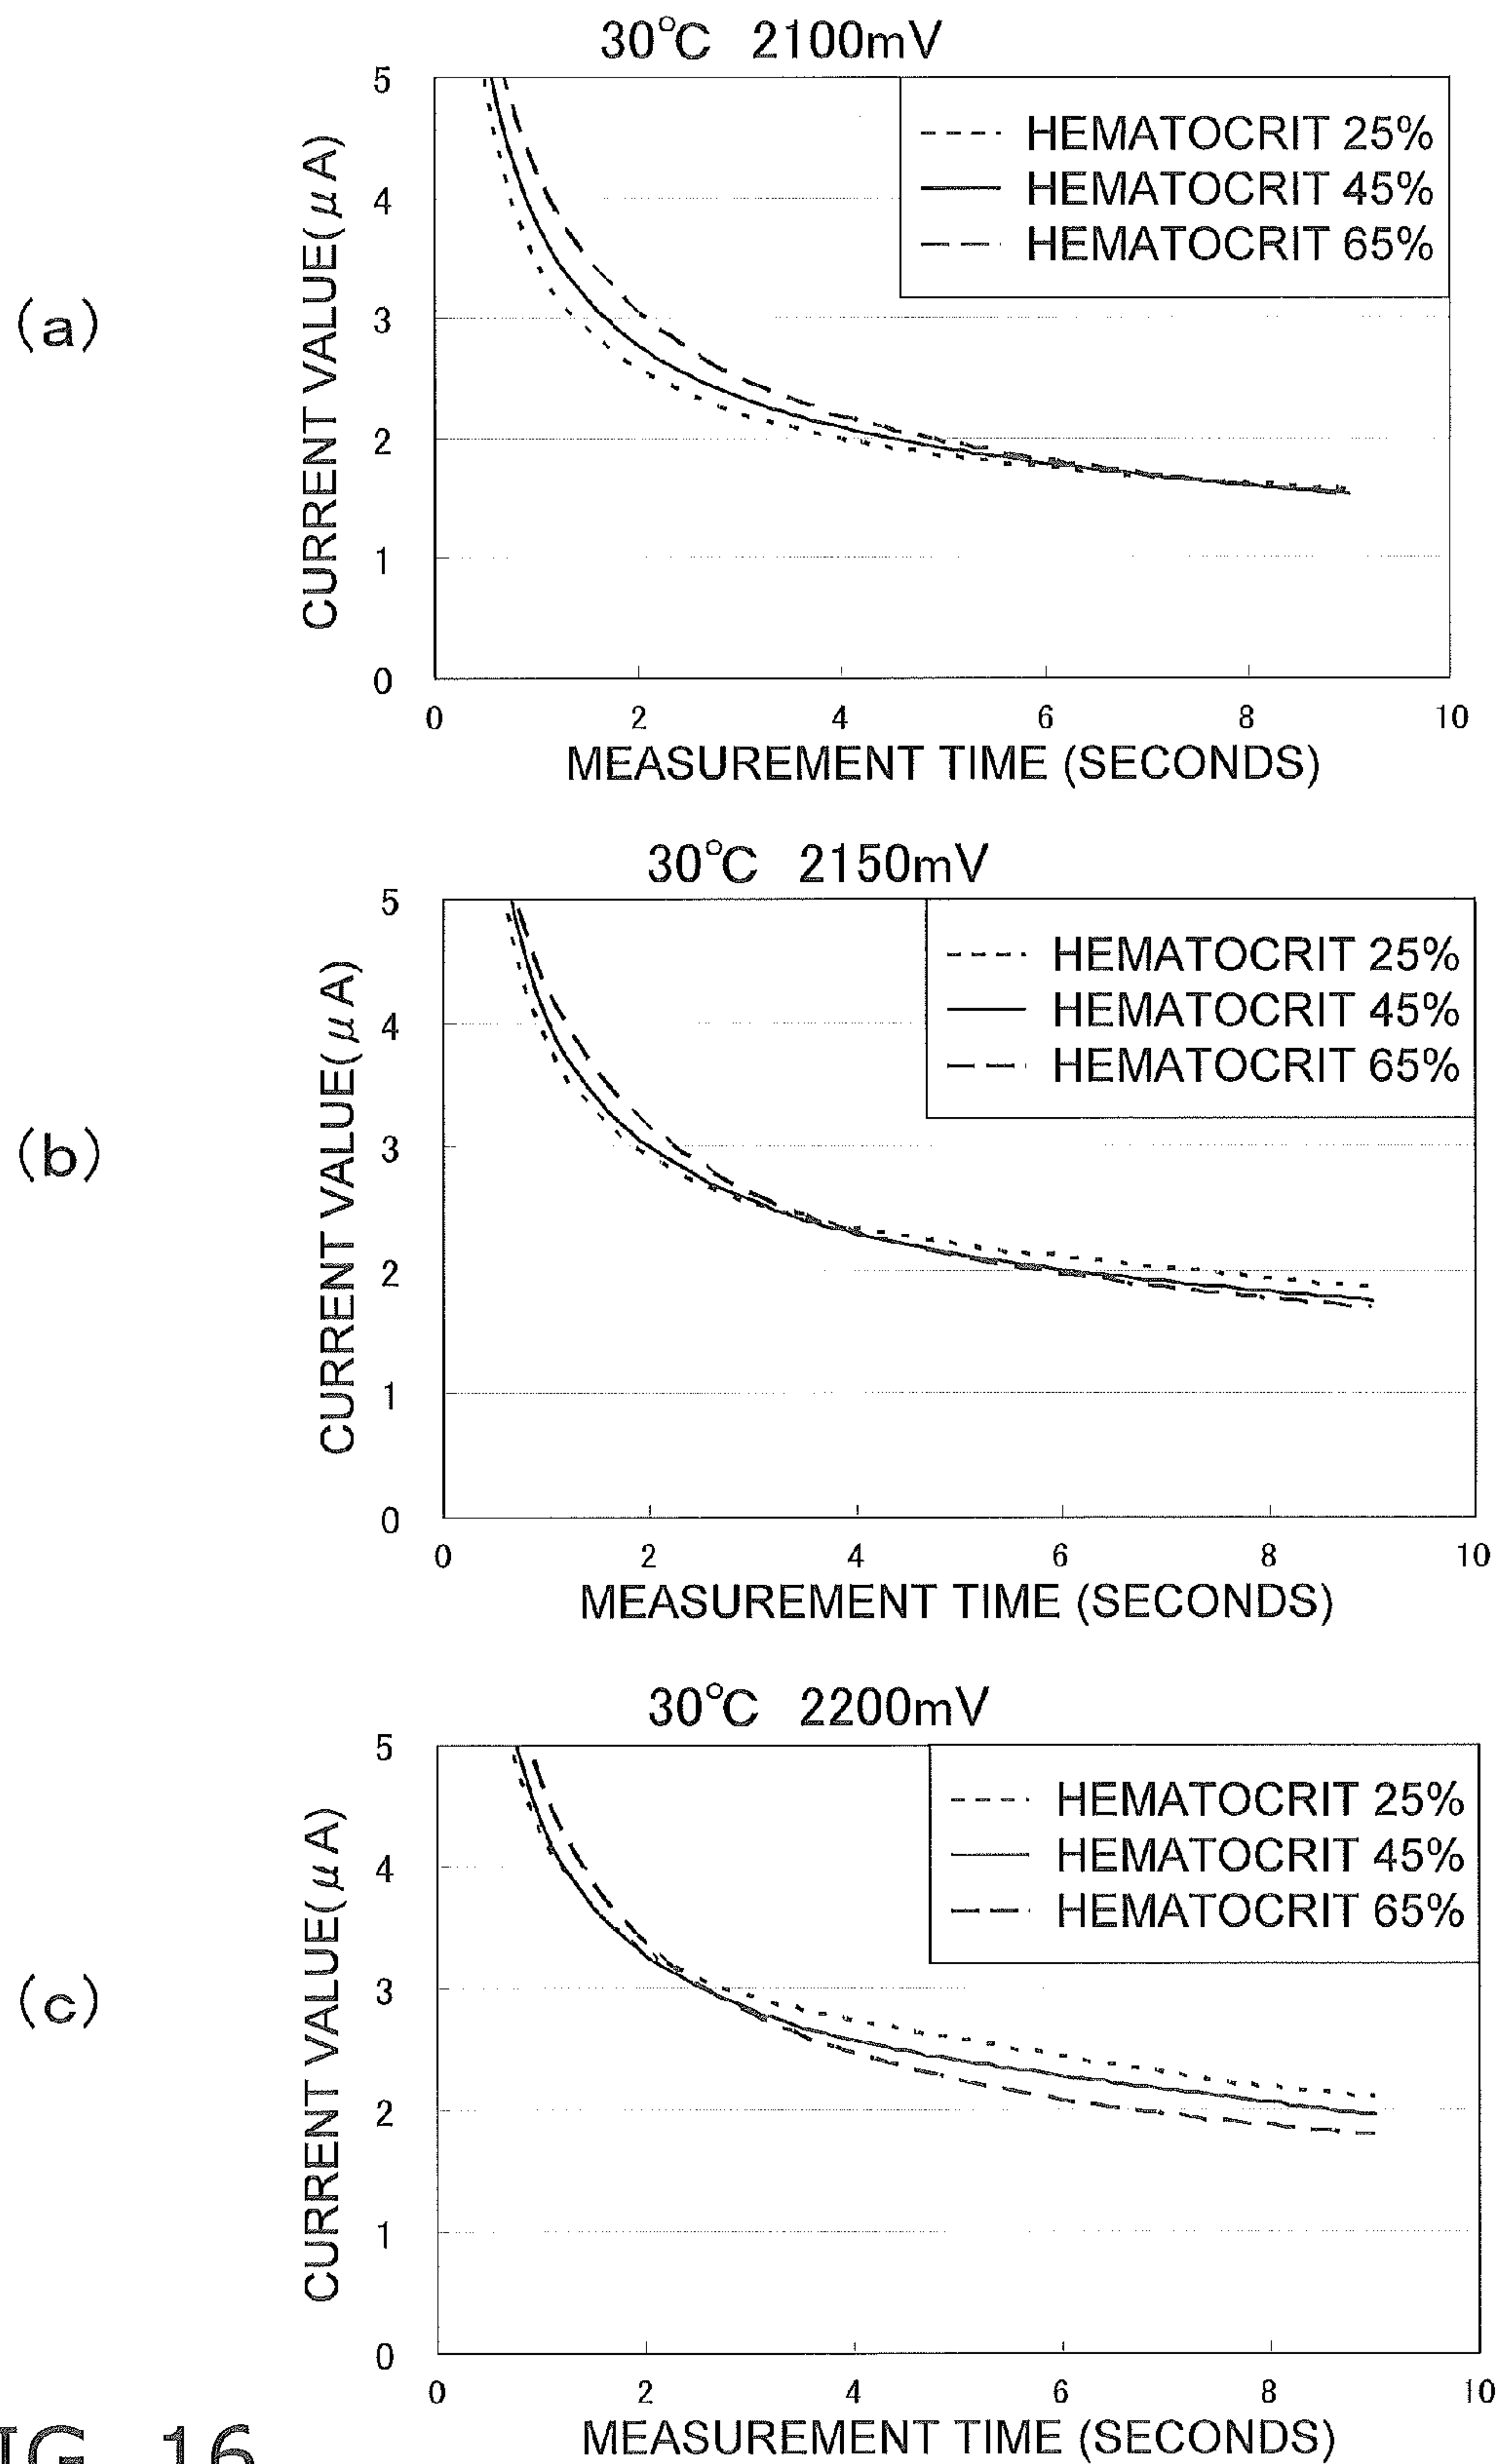 30°C 2100mV
5
HEMATOCRIT 25%
HEMATOCRIT 45%
HEMATOCRIT 65%
4
3
2
1
0
CURRENT VALUE(μA)
(a)
0 2 4 6 8 10
MEASUREMENT TIME (SECONDS)
30°C 2150mV
5
HEMATOCRIT 25%
HEMATOCRIT 45%
HEMATOCRIT 65%
4
3
2
1
0
CURRENT VALUE(μA)
(b)
0 2 4 6 8 10
MEASUREMENT TIME (SECONDS)
30°C 2200mV
5
HEMATOCRIT 25%
HEMATOCRIT 45%
HEMATOCRIT 65%
4
3
2
1
0
CURRENT VALUE(μA)
(c)
0 2 4 6 8 10
MEASUREMENT TIME (SECONDS)
IG. 16